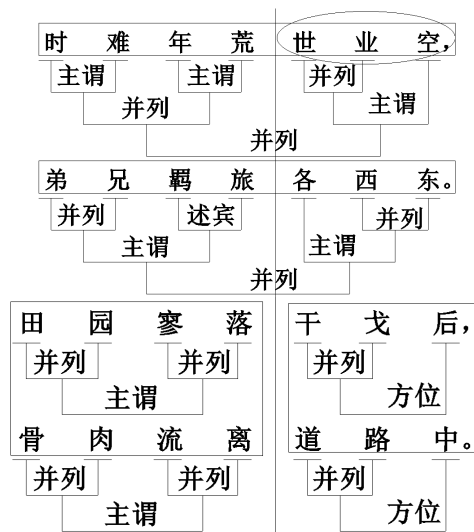 时难年荒世业空，
主谓 主谓 并列
并列 主谓
并列
弟兄羁旅各西东。
并列 述宾 并列
主谓 主谓
并列
田园寥落 干戈后，
并列 并列 并列
主谓 方位
骨肉流离 道路中。
并列 并列 并列
主谓 方位